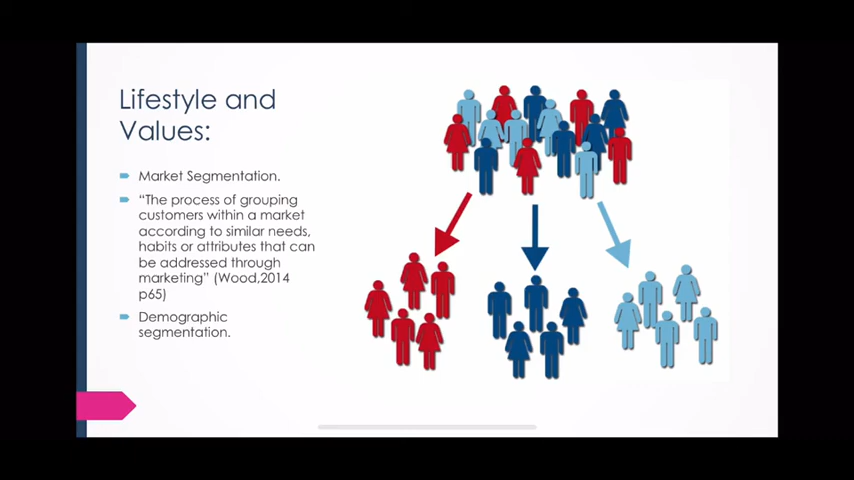 Lifestyle and
Values:
Market Segmentation.
“The process of grouping
customers within a market
according to similar needs,
habits or attributes that can
be addressed through
marketing” (Wood,2014
p65)
Demographic
segmentation.